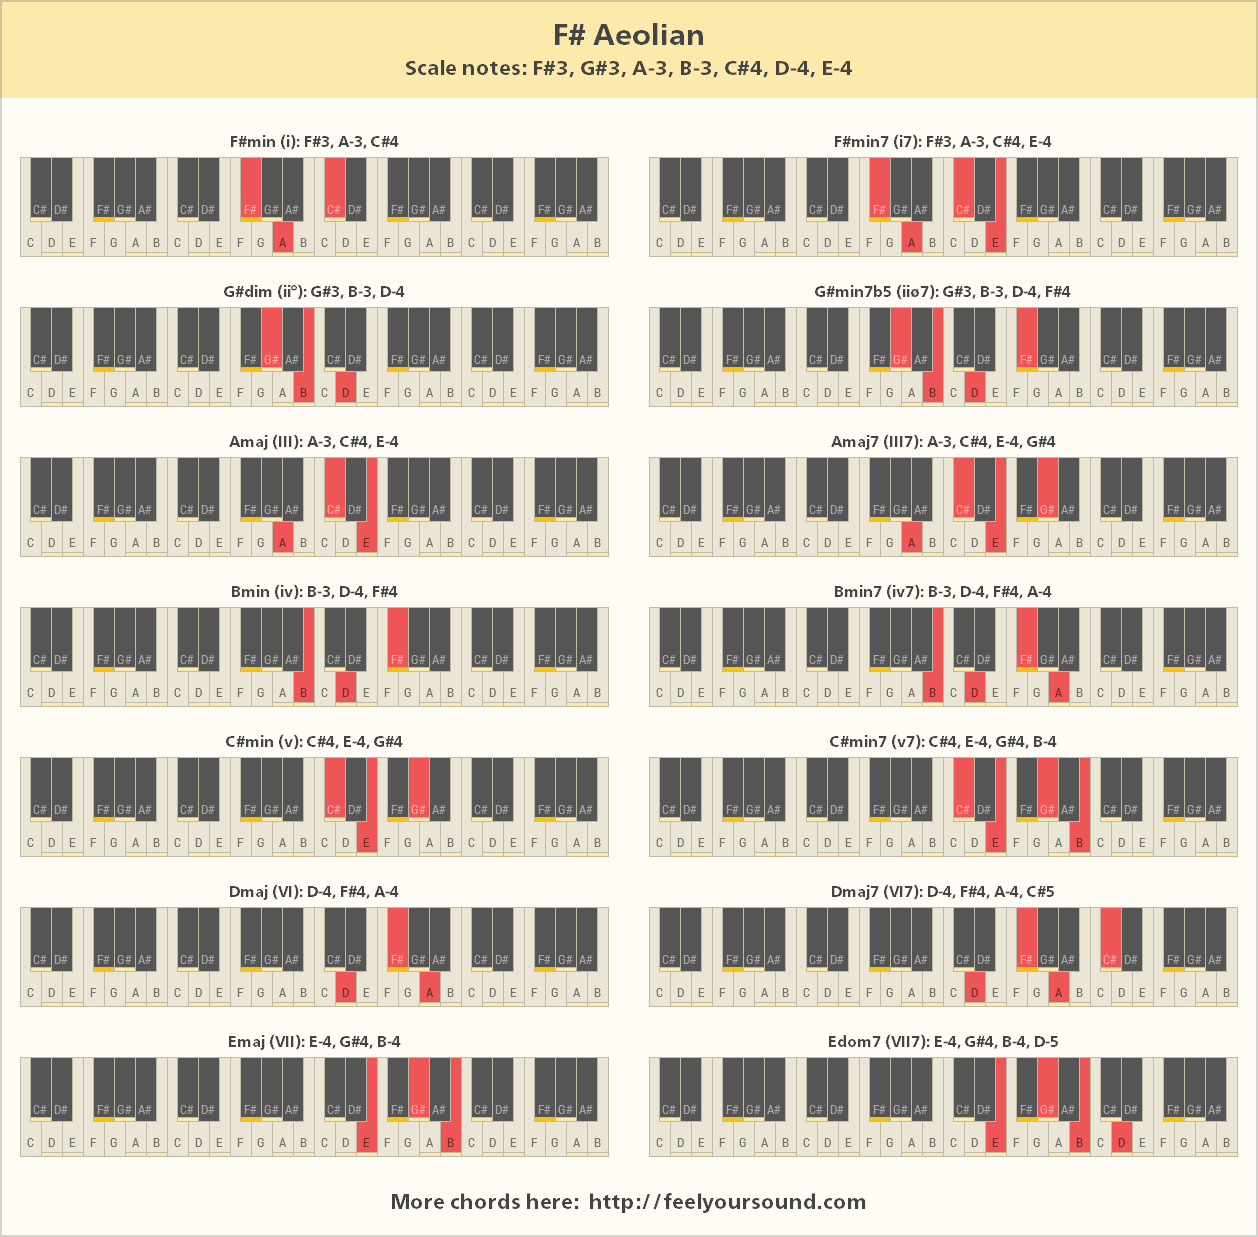 F# Aeolian
Scale notes: F#3, G#3, A-3, B-3, C#4, D-4, E-4
F#min (i): F#3, A-3, C#4
C# D# F# G# A# C# D# F# G# A# C# D# F# G# A# C# D# F# G# A#
C D E F G A B C D E F G A B C D E F G A B C D E F G A B
F#min7 (i7): F#3, A-3, C#4, E-4
C# D# F# G# A# C# D# F# G# A# C# D# F# G# A# C# D# F# G# A#
C D E F G A B C D E F G A B C D E F G A B C D E F G A B
G#dim (ii°): G#3, B-3, D-4
C# D# F# G# A# C# D# F# G# A# C# D# F# G# A# C# D# F# G# A#
C D E F G A B C D E F G A B C D E F G A B C D E F G A B
G#min7b5 (iiø7): G#3, B-3, D-4, F#4
C# D# F# G# A# C# D# F# G# A# C# D# F# G# A# C# D# F# G# A#
C D E F G A B C D E F G A B C D E F G A B C D E F G A B
Amaj (III): A-3, C#4, E-4
C# D# F# G# A# C# D# F# G# A# C# D# F# G# A# C# D# F# G# A#
C D E F G A B C D E F G A B C D E F G A B C D E F G A B
Amaj7 (III7): A-3, C#4, E-4, G#4
C# D# F# G# A# C# D# F# G# A# C# D# F# G# A# C# D# F# G# A#
C D E F G A B C D E F G A B C D E F G A B C D E F G A B
Bmin (iv): B-3, D-4, F#4
C# D# F# G# A# C# D# F# G# A# C# D# F# G# A# C# D# F# G# A#
C D E F G A B C D E F G A B C D E F G A B C D E F G A B
Bmin7 (iv7): B-3, D-4, F#4, A-4
C# D# F# G# A# C# D# F# G# A# C# D# F# G# A# C# D# F# G# A#
C D E F G A B C D E F G A B C D E F G A B C D E F G A B
C#min (v): C#4, E-4, G#4
C# D# F# G# A# C# D# F# G# A# C# D# F# G# A# C# D# F# G# A#
C D E F G A B C D E F G A B C D E F G A B C D E F G A B
C#min7 (v7): C#4, E-4, G#4, B-4
C# D# F# G# A# C# D# F# G# A# C# D# F# G# A# C# D# F# G# A#
C D E F G A B C D E F G A B C D E F G A B C D E F G A B
Dmaj (VI): D-4, F#4, A-4
C# D# F# G# A# C# D# F# G# A# C# D# F# G# A# C# D# F# G# A#
C D E F G A B C D E F G A B C D E F G A B C D E F G A B
Dmaj7 (VI7): D-4, F#4, A-4, C#5
C# D# F# G# A# C# D# F# G# A# C# D# F# G# A# C# D# F# G# A#
C D E F G A B C D E F G A B C D E F G A B C D E F G A B
Emaj (VII): E-4, G#4, B-4
C# D# F# G# A# C# D# F# G# A# C# D# F# G# A# C# D# F# G# A#
C D E F G A B C D E F G A B C D E F G A B C D E F G A B
Edom7 (VII7): E-4, G#4, B-4, D-5
C# D# F# G# A# C# D# F# G# A# C# D# F# G# A# C# D# F# G# A#
C D E F G A B C D E F G A B C D E F G A B C D E F G A B
More chords here: http://feelyoursound.com